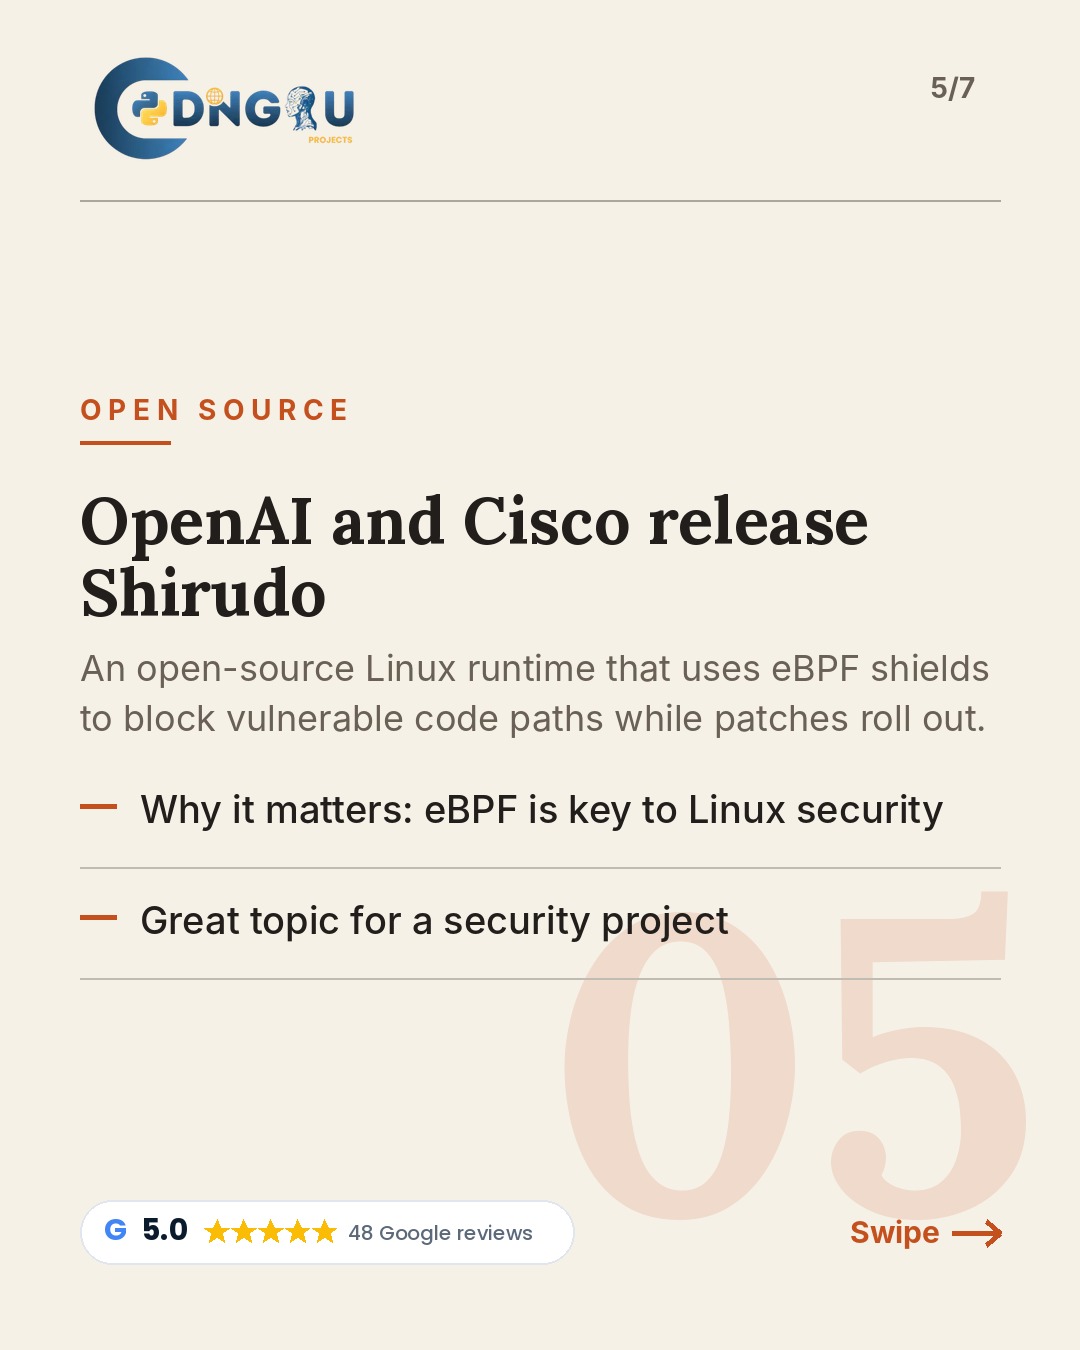 CDNGRU
PROJECTS
5/7
OPEN SOURCE
OpenAI and Cisco release
Shirudo
An open-source Linux runtime that uses eBPF shields
to block vulnerable code paths while patches roll out.
Why it matters: eBPF is key to Linux security
Great topic for a security project
05
G 5.0 48 Google reviews
Swipe